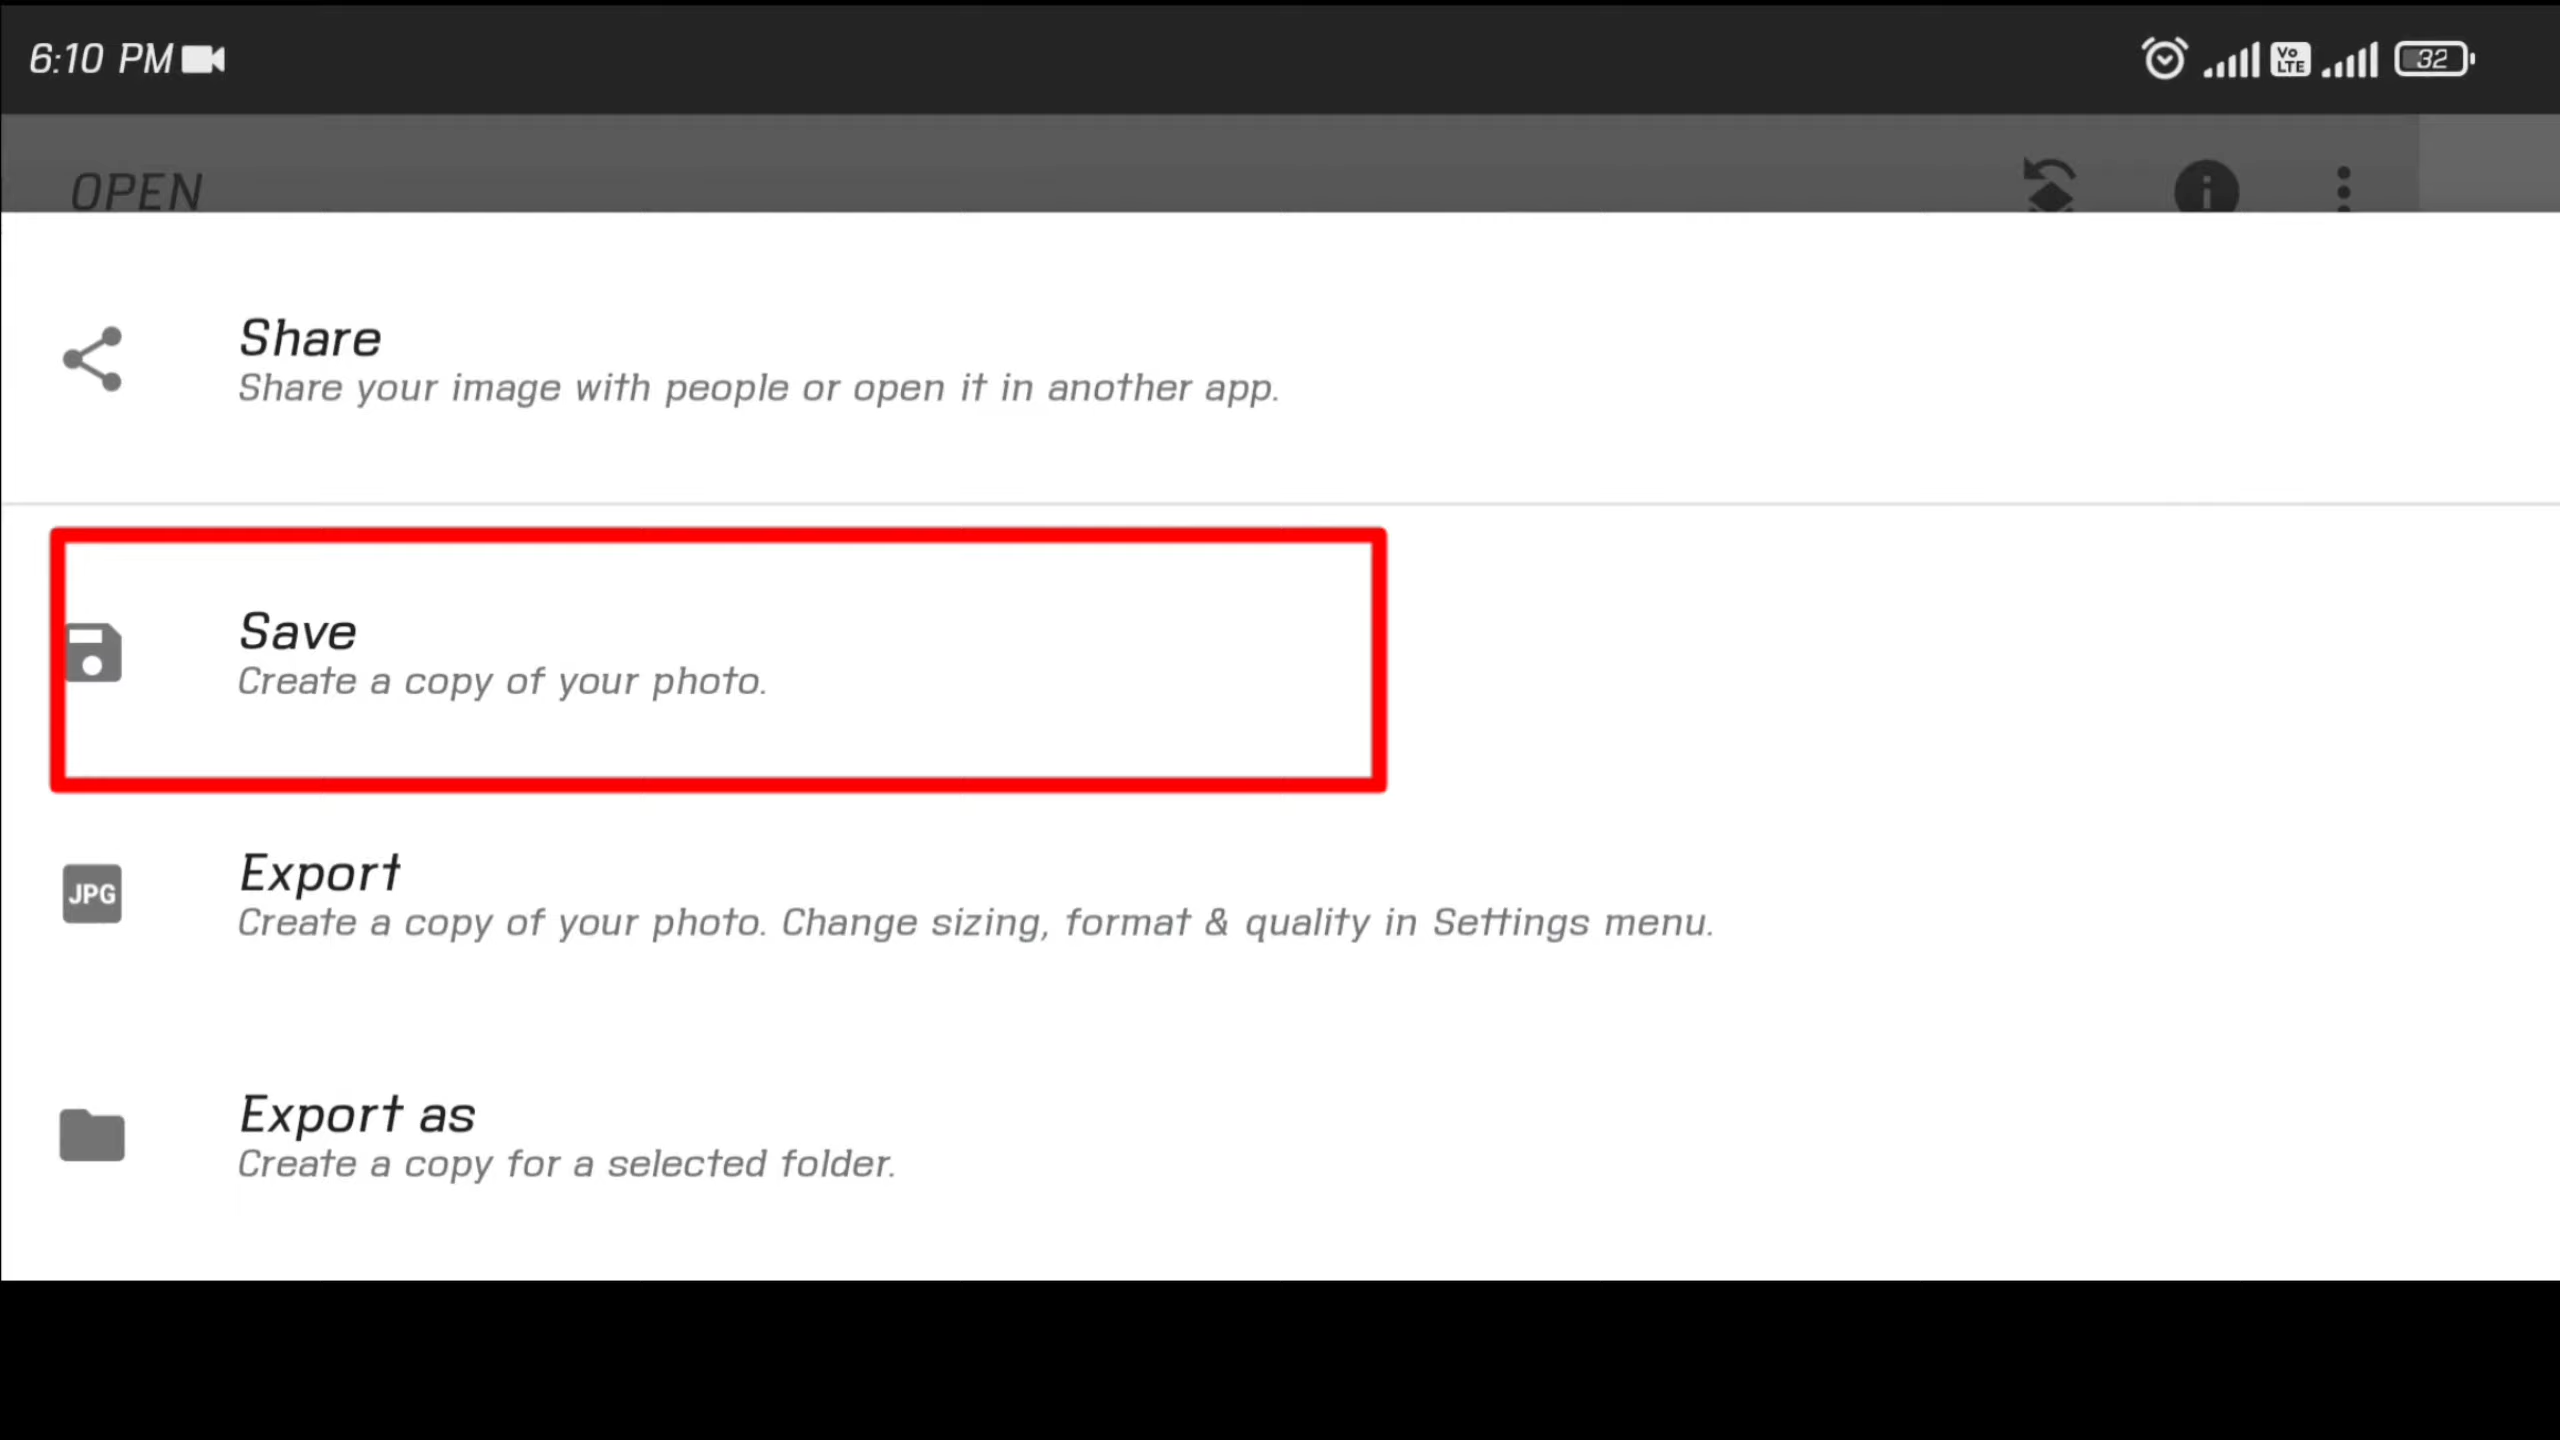 6:10 PM
Vo LTE
32
OPEN
Share
Share your image with people or open it in another app.
Save
Create a copy of your photo.
JPG
Export
Create a copy of your photo. Change sizing, format & quality in Settings menu.
Export as
Create a copy for a selected folder.